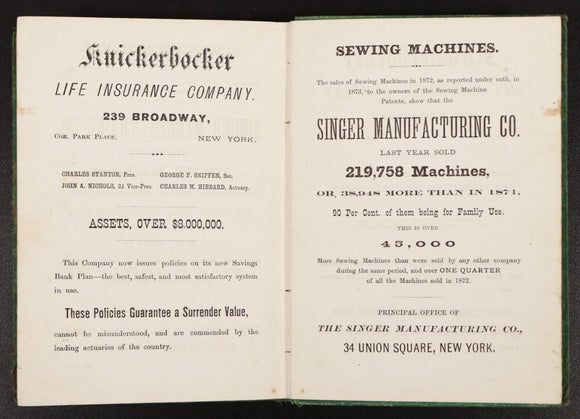 Knickerbocker
LIFE INSURANCE COMPANY.
239 BROADWAY,
Cor. Park Place, NEW YORK.
CHARLES STANTON, Pres. GEORGE F. SNIFFEN, Sec.
JOHN A. NICHOLS, 2d Vice-Pres. CHARLES M. HIBBARD, Actuary.
ASSETS, OVER $8,000,000.
This Company now issues policies on its new Savings
Bank Plan—the best, safest, and most satisfactory system
in use.
These Policies Guarantee a Surrender Value,
cannot be misunderstood, and are commended by the
leading actuaries of the country.
SEWING MACHINES.
The sales of Sewing Machines in 1872, as reported under oath, in
1873, to the owners of the Sewing Machine
Patents, show that the
SINGER MANUFACTURING CO.
LAST YEAR SOLD
219,758 Machines,
OR, 38,948 MORE THAN IN 1871,
90 Per Cent. of them being for Family Use.
THIS IS OVER
45,000
More Sewing Machines than were sold by any other company
during the same period, and over ONE QUARTER
of all the Machines sold in 1872.
PRINCIPAL OFFICE OF
THE SINGER MANUFACTURING CO.,
34 UNION SQUARE, NEW YORK.